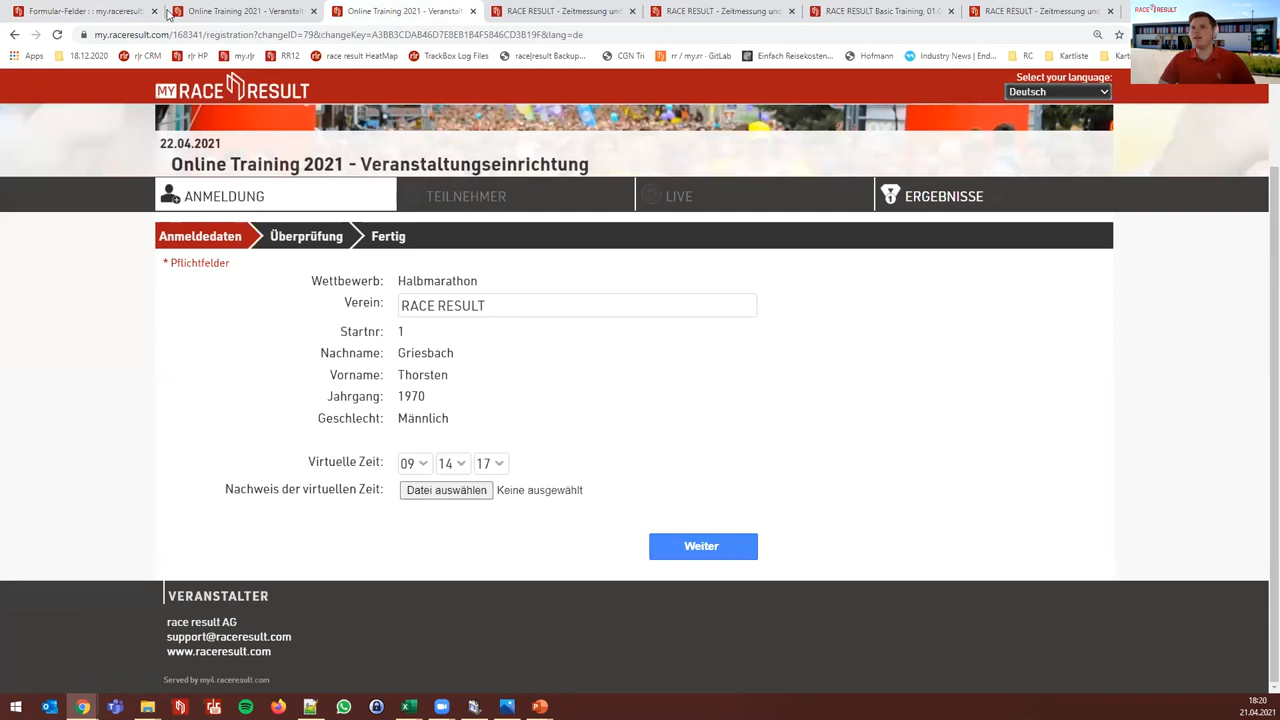 Formular-Felder : : my.raceresult
Online Training 2021 - Veranstalt
Online Training 2021 - Veranstalt
RACE RESULT - Zeitmessung und
RACE RESULT - Zeitmessung und
RACE RESULT Basic Training, 01.0
RACE RESULT - Zeitmessung und
RACE RESULT
my.raceresult.com/168341/registration?changeID=79&changeKey=A3BB3CDAB46D7E8EB184F5846CD3B19F8&lang=de
Apps
18.12.2020
r|r CRM
r|r HP
my.r|r
RR12
race result HeatMap
TrackBox Log Files
race|result Backup...
CGN Tri
rr / my.rr · GitLab
Einfach Reisekosten...
Hofmann
Industry News | End...
RC
Kartliste
Kartli
MY RACE RESULT
Select your language:
Deutsch
22.04.2021
Online Training 2021 - Veranstaltungseinrichtung
ANMELDUNG
TEILNEHMER
LIVE
ERGEBNISSE
Anmeldedaten
Überprüfung
Fertig
* Pflichtfelder
Wettbewerb: Halbmarathon
Verein: RACE RESULT
Startnr: 1
Nachname: Griesbach
Vorname: Thorsten
Jahrgang: 1970
Geschlecht: Männlich
Virtuelle Zeit: 09 14 17
Nachweis der virtuellen Zeit: Datei auswählen Keine ausgewählt
Weiter
VERANSTALTER
race result AG
support@raceresult.com
www.raceresult.com
Served by my4.raceresult.com
18:20
21.04.2021